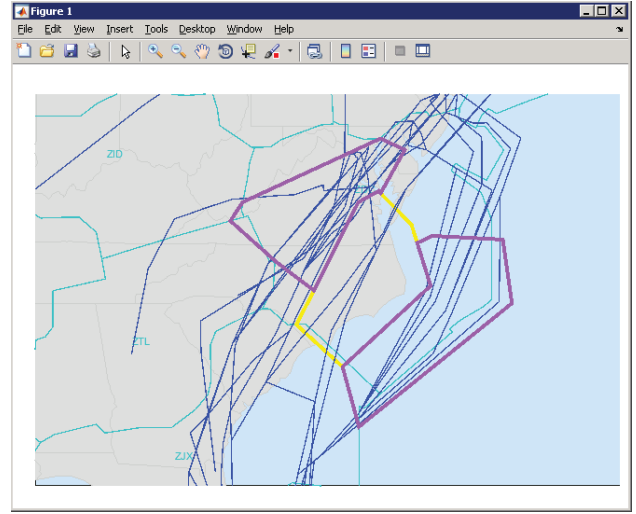 Figure 1
File Edit View Insert Tools Desktop Window Help
ZID
ZTL
ZJX